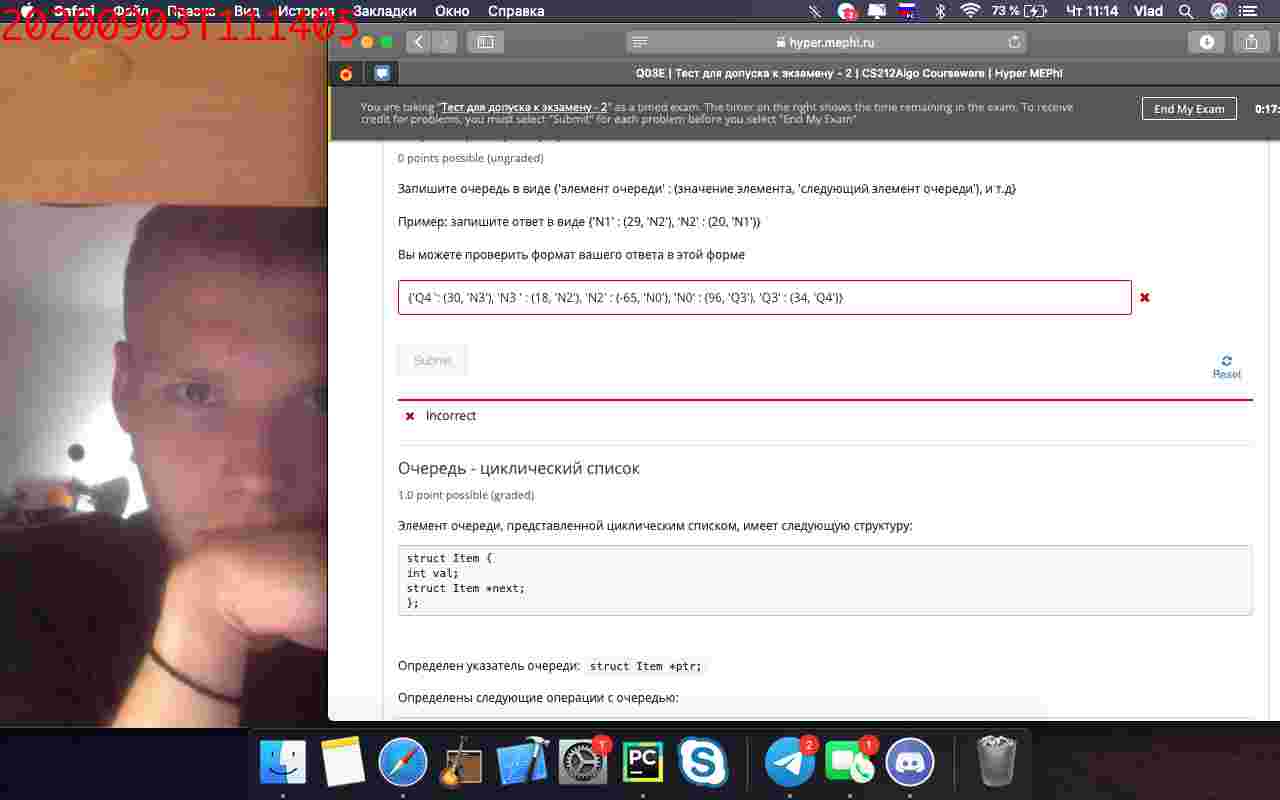 Safari Файл Правка Вид История Закладки Окно Справка 73 % Чт 11:14 Vlad
20200903T111405
hyper.mephi.ru
Q03E | Тест для допуска к экзамену - 2 | CS212Algo Courseware | Hyper MEPhI
You are taking "Тест для допуска к экзамену - 2" as a timed exam. The timer on the right shows the time remaining in the exam. To receive
credit for problems, you must select "Submit" for each problem before you select "End My Exam"
End My Exam
0:17:
0 points possible (ungraded)
Запишите очередь в виде {'элемент очереди' : (значение элемента, 'следующий элемент очереди'), и т.д}
Пример: запишите ответ в виде {'N1' : (29, 'N2'), 'N2' : (20, 'N1')}
Вы можете проверить формат вашего ответа в этой форме
{'Q4 ': (30, 'N3'), 'N3 ' : (18, 'N2'), 'N2' : (-65, 'N0'), 'N0' : (96, 'Q3'), 'Q3' : (34, 'Q4')}
Submit
Reset
Incorrect
Очередь - циклический список
1.0 point possible (graded)
Элемент очереди, представленной циклическим списком, имеет следующую структуру:
struct Item {
int val;
struct Item *next;
};
Определен указатель очереди: struct Item *ptr;
Определены следующие операции с очередью:
1
PC
2
1